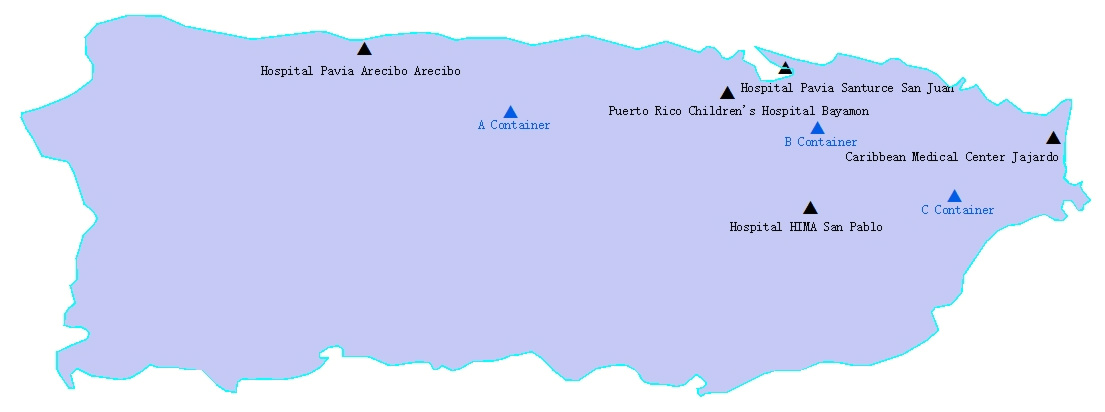 Hospital Pavia Arecibo Arecibo
Hospital Pavia Santurce San Juan
Puerto Rico Children's Hospital Bayamon
A Container
B Container
Caribbean Medical Center Jajardo
C Container
Hospital HIMA San Pablo